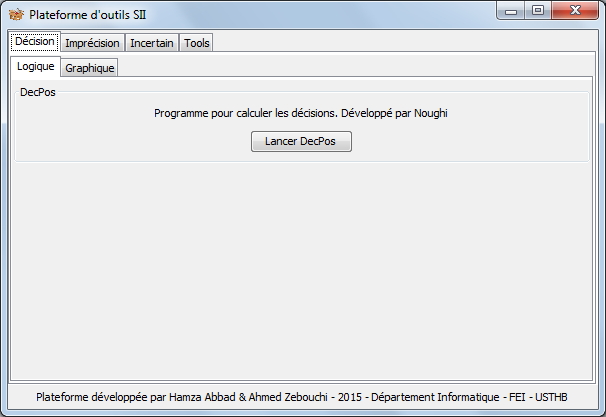 Plateforme d'outils SII
Décision Imprécision Incertain Tools
Logique Graphique
DecPos
Programme pour calculer les décisions. Développé par Noughi
Lancer DecPos
Plateforme développée par Hamza Abbad & Ahmed Zebouchi - 2015 - Département Informatique - FEI - USTHB